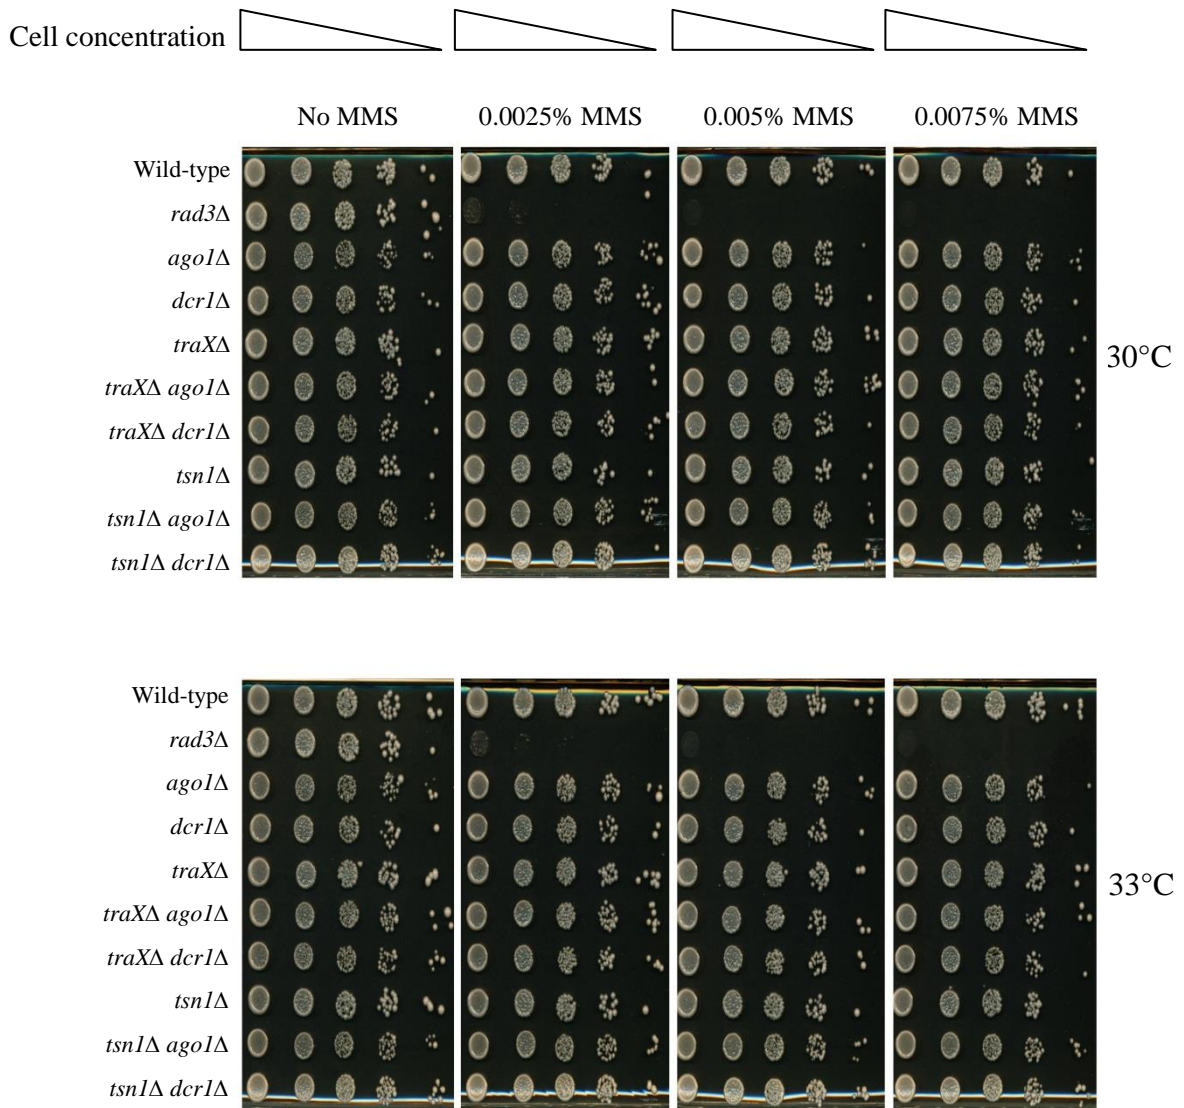 Cell concentration
No MMS 0.0025% MMS 0.005% MMS 0.0075% MMS
Wild-type
rad3Δ
ago1Δ
dcr1Δ
traXΔ
traXΔ ago1Δ
traXΔ dcr1Δ
tsn1Δ
tsn1Δ ago1Δ
tsn1Δ dcr1Δ
30°C
Wild-type
rad3Δ
ago1Δ
dcr1Δ
traXΔ
traXΔ ago1Δ
traXΔ dcr1Δ
tsn1Δ
tsn1Δ ago1Δ
tsn1Δ dcr1Δ
33°C